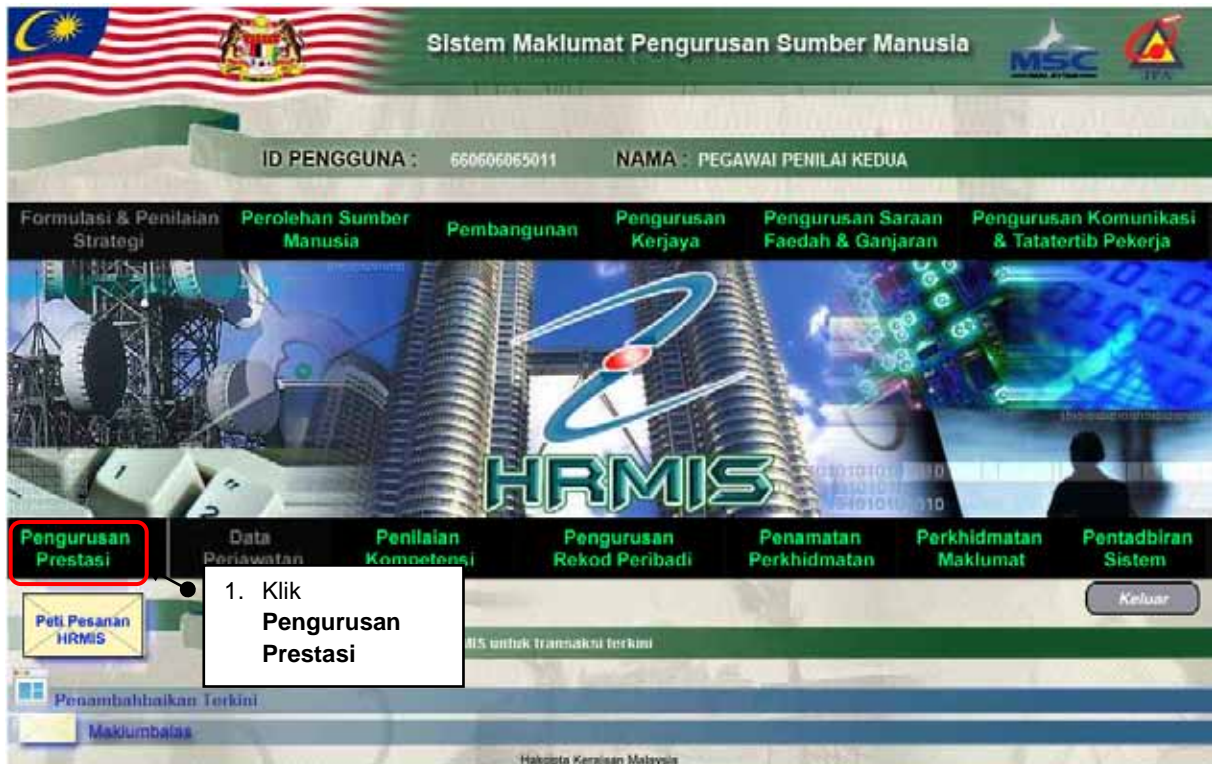 Sistem Maklumat Pengurusan Sumber Manusia
MSC
MALAYSIA
JPA
ID PENGGUNA : 660606065011 NAMA : PEGAWAI PENILAI KEDUA
Formulasi & Penilaian Strategi
Perolehan Sumber Manusia
Pembangunan
Pengurusan Kerjaya
Pengurusan Saraan Faedah & Ganjaran
Pengurusan Komunikasi & Tatatertib Pekerja
HRMIS
Pengurusan Prestasi
Data Perjawatan
Penilaian Kompetensi
Pengurusan Rekod Peribadi
Penamatan Perkhidmatan
Perkhidmatan Maklumat
Pentadbiran Sistem
1. Klik
Pengurusan
Prestasi
Keluar
Peti Pesanan
HRMIS
untuk transaksi terkini
Penambahbaikan Terkini
Maklumbalas
Hakcipta Kerajaan Malaysia